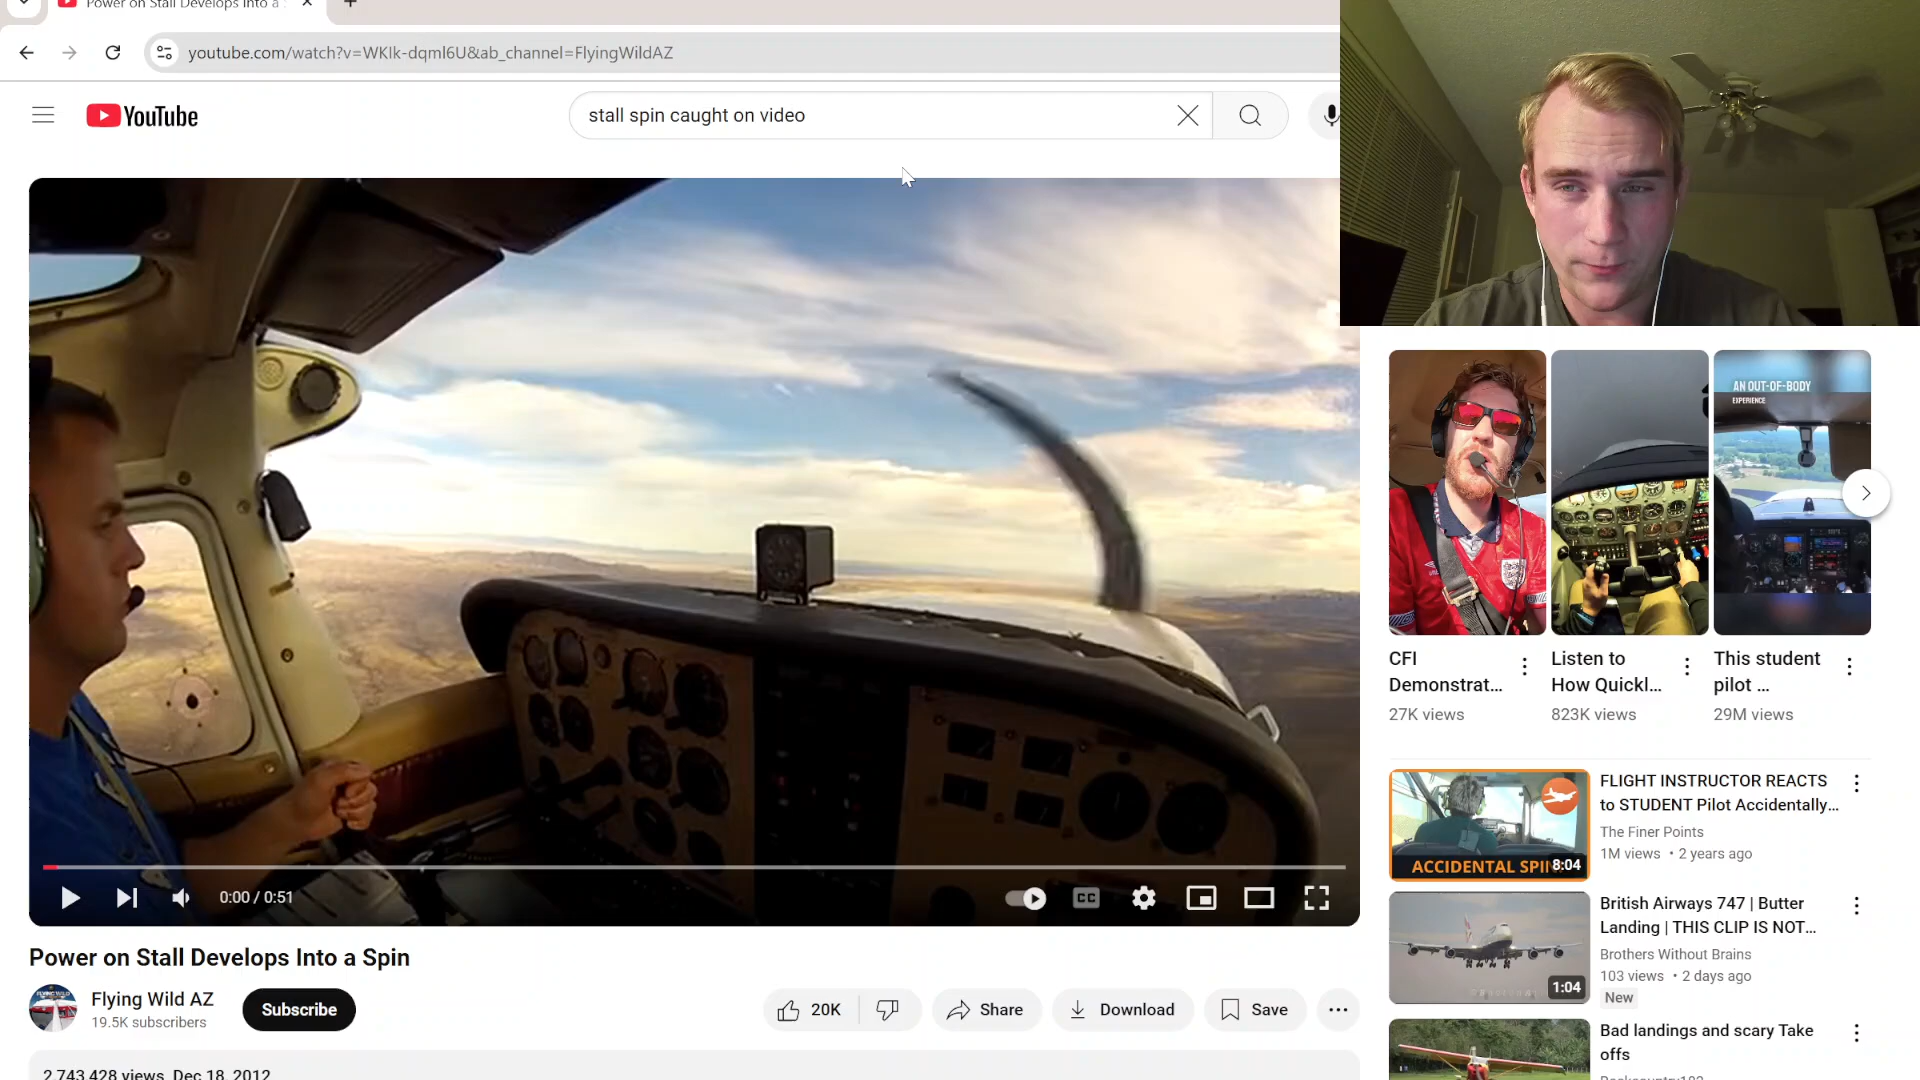 Power on Stall Develops Into a S
youtube.com/watch?v=WKIk-dqml6U&ab_channel=FlyingWildAZ
YouTube
stall spin caught on video
AN OUT-OF-BODY
EXPERIENCE
CFI
Demonstrat...
27K views
Listen to
How Quickl...
823K views
This student
pilot ...
29M views
0:00 / 0:51
CC
ACCIDENTAL SPIN
8:04
FLIGHT INSTRUCTOR REACTS
to STUDENT Pilot Accidentally...
The Finer Points
1M views • 2 years ago
1:04
British Airways 747 | Butter
Landing | THIS CLIP IS NOT...
Brothers Without Brains
103 views • 2 days ago
New
Bad landings and scary Take
offs
Power on Stall Develops Into a Spin
Flying Wild AZ
19.5K subscribers
Subscribe
20K
Share
Download
Save
2,743,428 views Dec 18, 2012